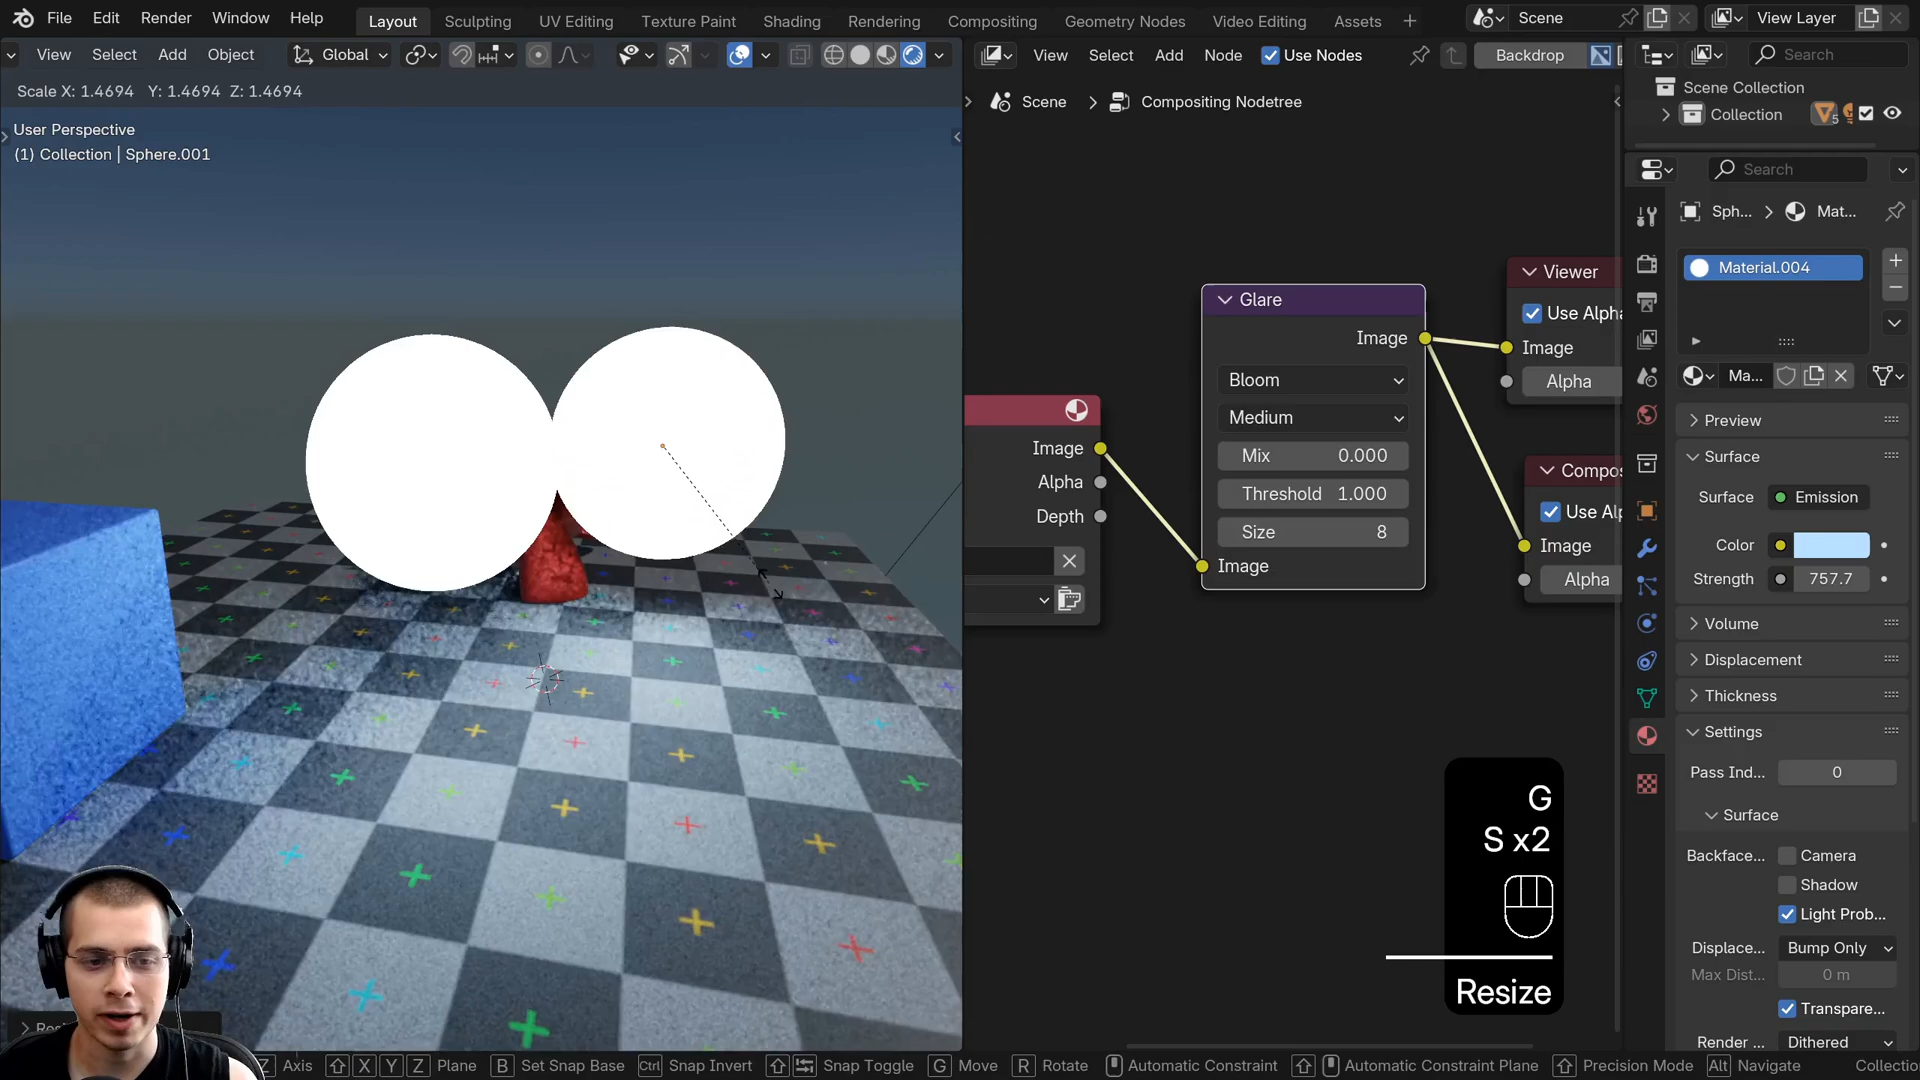 File Edit Render Window Help Layout Sculpting UV Editing Texture Paint Shading Rendering Compositing Geometry Nodes Video Editing Assets Scene View Layer
View Select Add Object Global View Select Add Node Use Nodes Backdrop Search
Scale X: 1.4694 Y: 1.4694 Z: 1.4694
Scene Compositing Nodetree
Scene Collection
Collection 5
User Perspective
(1) Collection | Sphere.001
Search
Sph... Mat...
Material.004
Ma...
Glare
Image
Bloom
Medium
Mix 0.000
Threshold 1.000
Size 8
Image
Image
Alpha
Depth
Viewer
Use Alpha
Image
Alpha
Compos
Use Alp
Image
Alpha
Preview
Surface
Surface Emission
Color
Strength 757.7
Volume
Displacement
Thickness
Settings
Pass Ind... 0
Surface
Backface... Camera
Shadow
Light Prob...
Displace... Bump Only
Max Dist... 0 m
Transpare...
Render ... Dithered
G
S x2
Resize
Axis X Y Z Plane B Set Snap Base Ctrl Snap Invert Snap Toggle G Move R Rotate Automatic Constraint Automatic Constraint Plane Precision Mode Alt Navigate Collectio